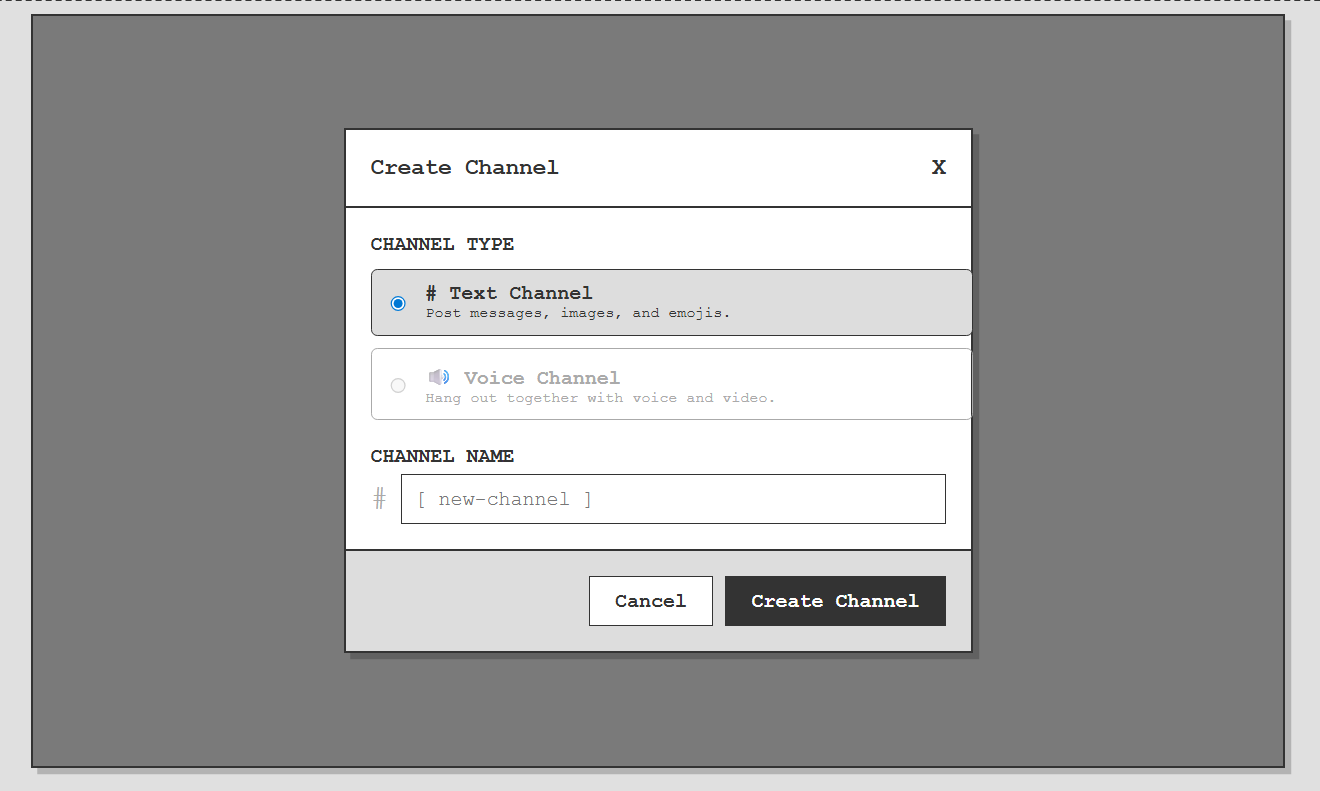 Create Channel X
CHANNEL TYPE
# Text Channel
Post messages, images, and emojis.
🔊 Voice Channel
Hang out together with voice and video.
CHANNEL NAME
# [ new-channel ]
Cancel Create Channel